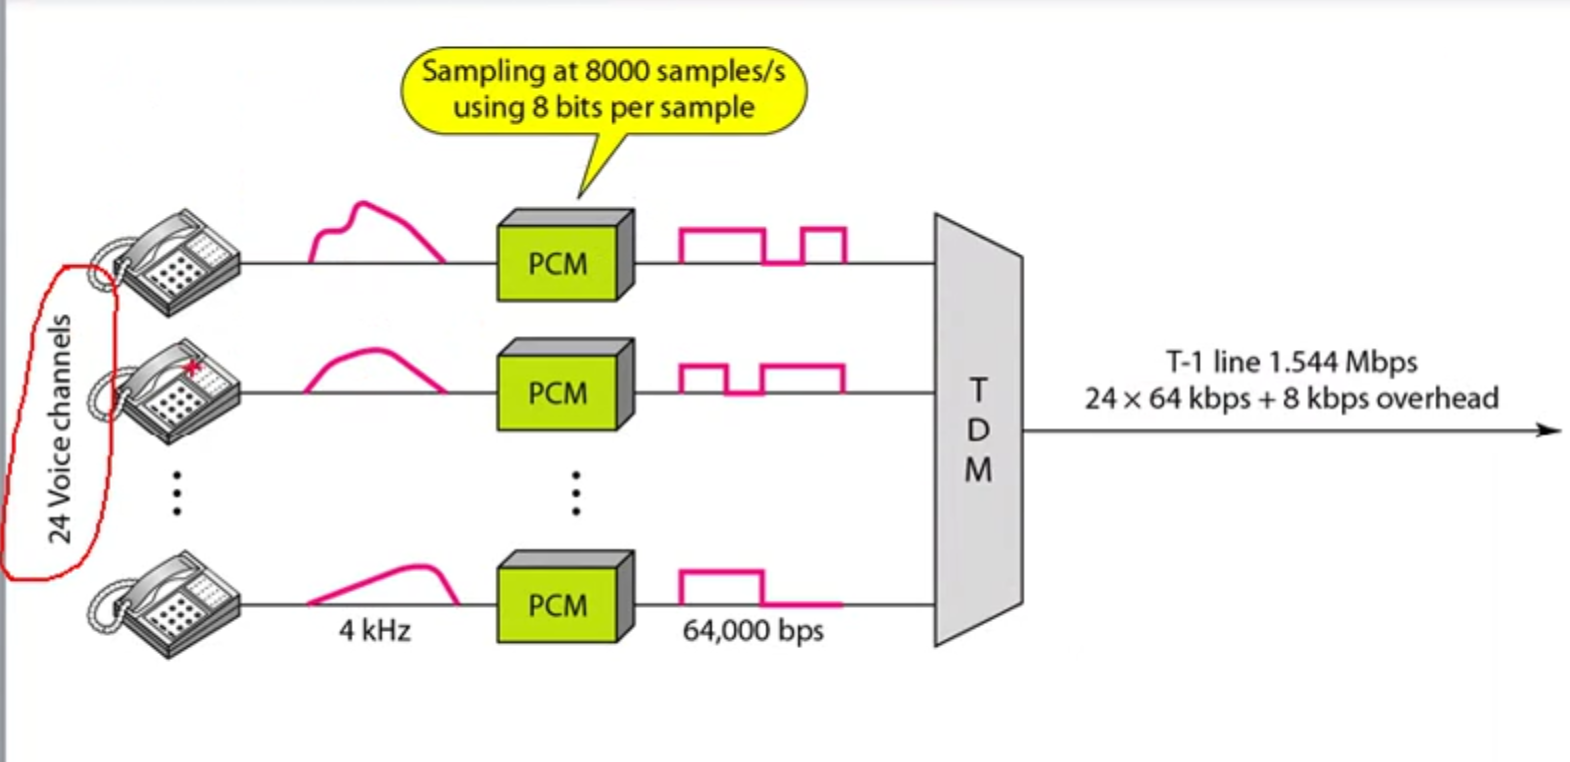 Sampling at 8000 samples/s
using 8 bits per sample
24 Voice channels
PCM
PCM
PCM
4 kHz
64,000 bps
T
D
M
T-1 line 1.544 Mbps
24 × 64 kbps + 8 kbps overhead